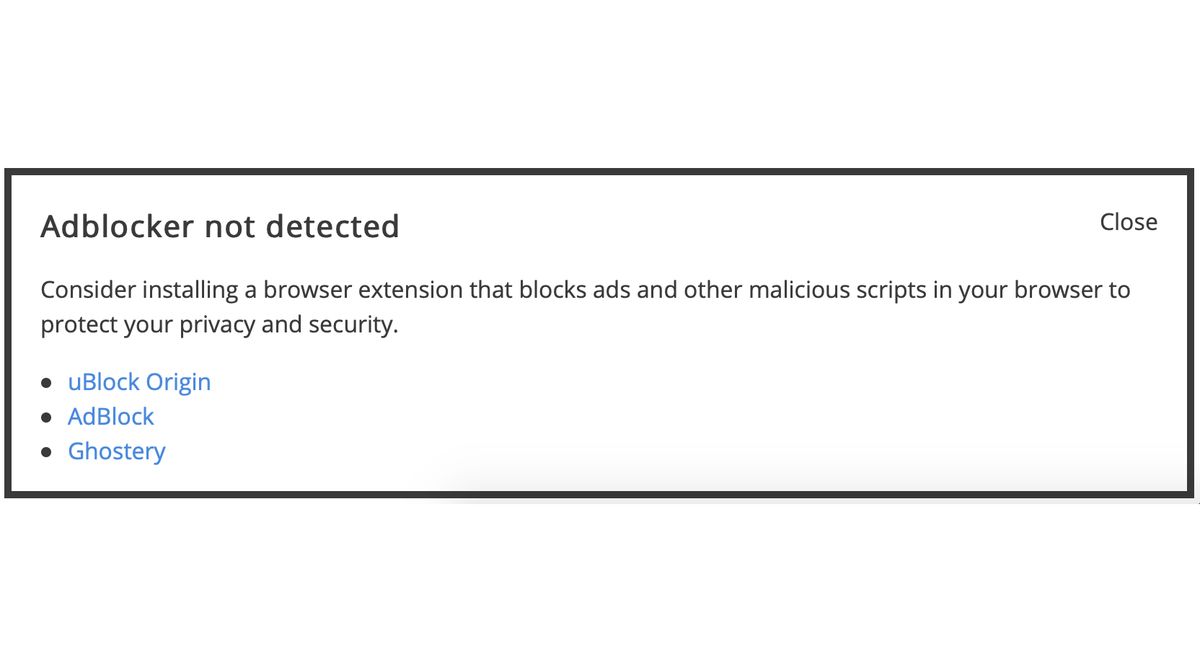 Adblocker not detected
Close
Consider installing a browser extension that blocks ads and other malicious scripts in your browser to
protect your privacy and security.
uBlock Origin
AdBlock
Ghostery